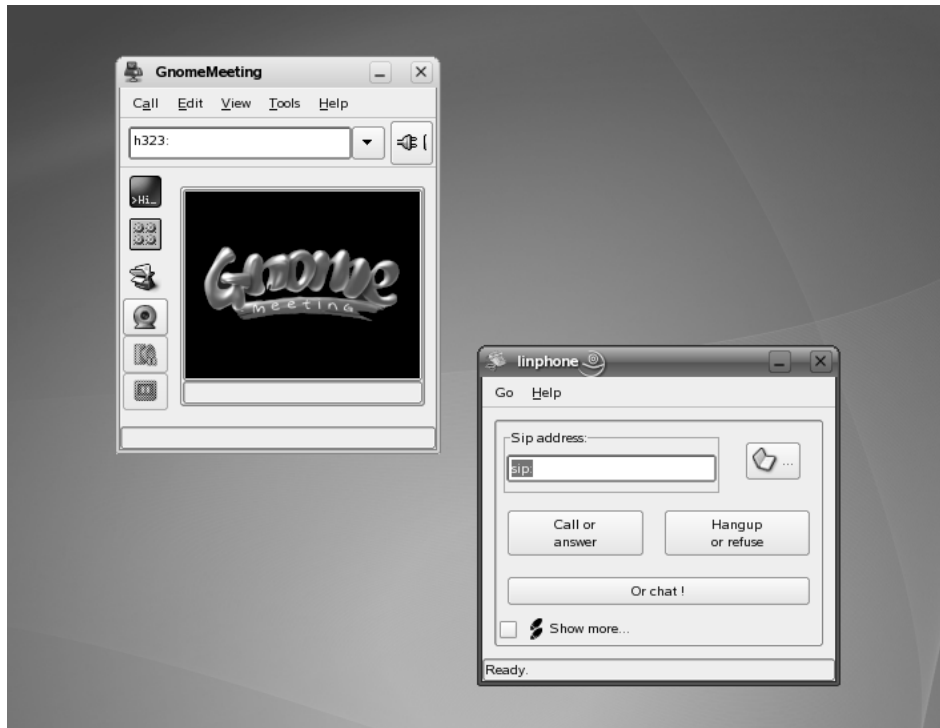 GnomeMeeting
Call Edit View Tools Help
h323:
>Hi_
GNOME
meeting
linphone
Go Help
Sip address:
sip:
...
Call or
answer
Hangup
or refuse
Or chat !
Show more...
Ready.